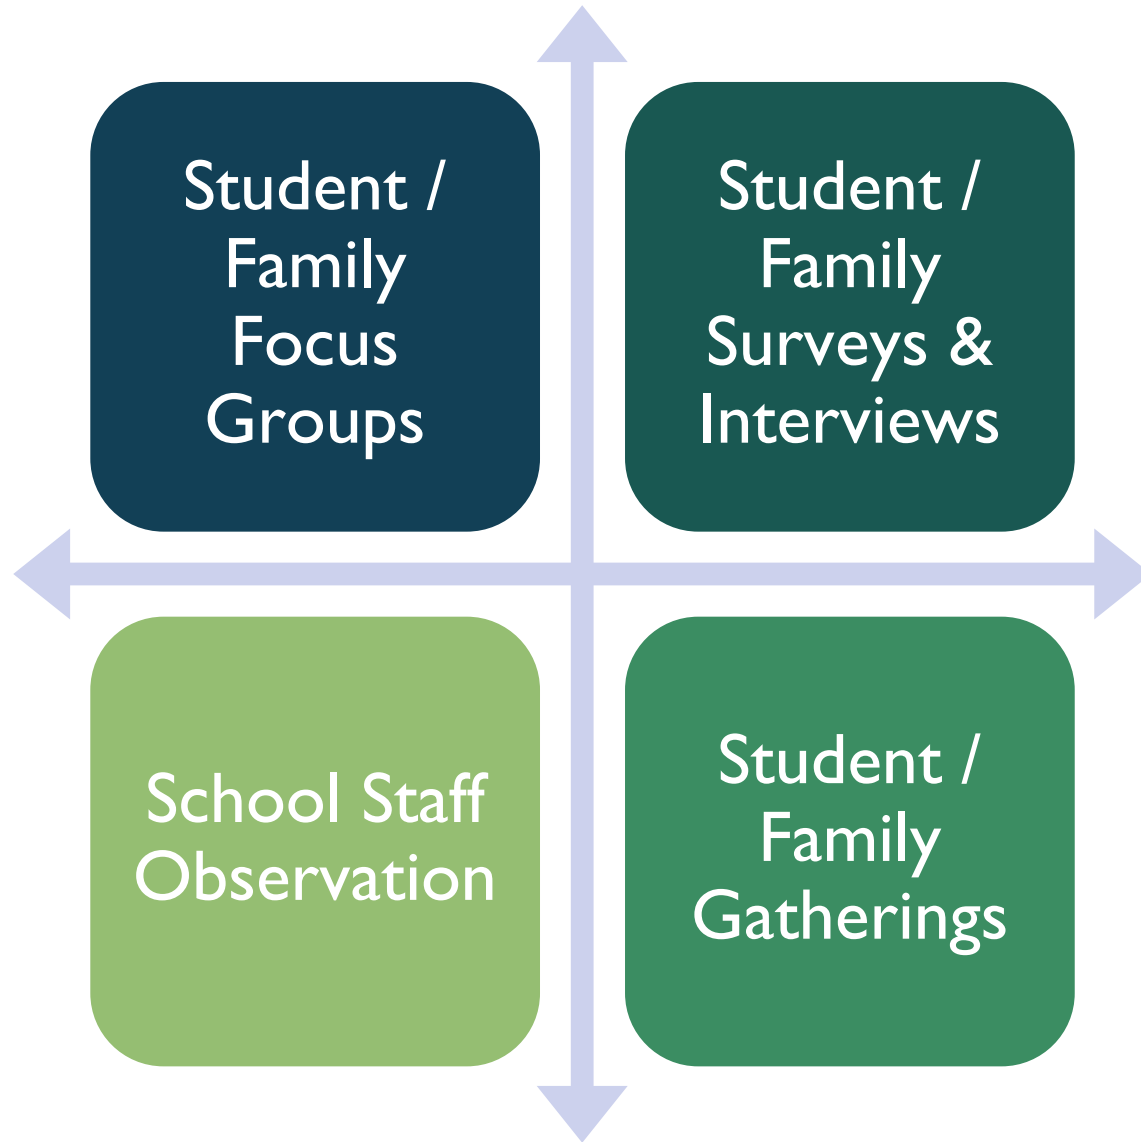 Student /
Family
Focus
Groups
Student /
Family
Surveys &
Interviews
School Staff
Observation
Student /
Family
Gatherings